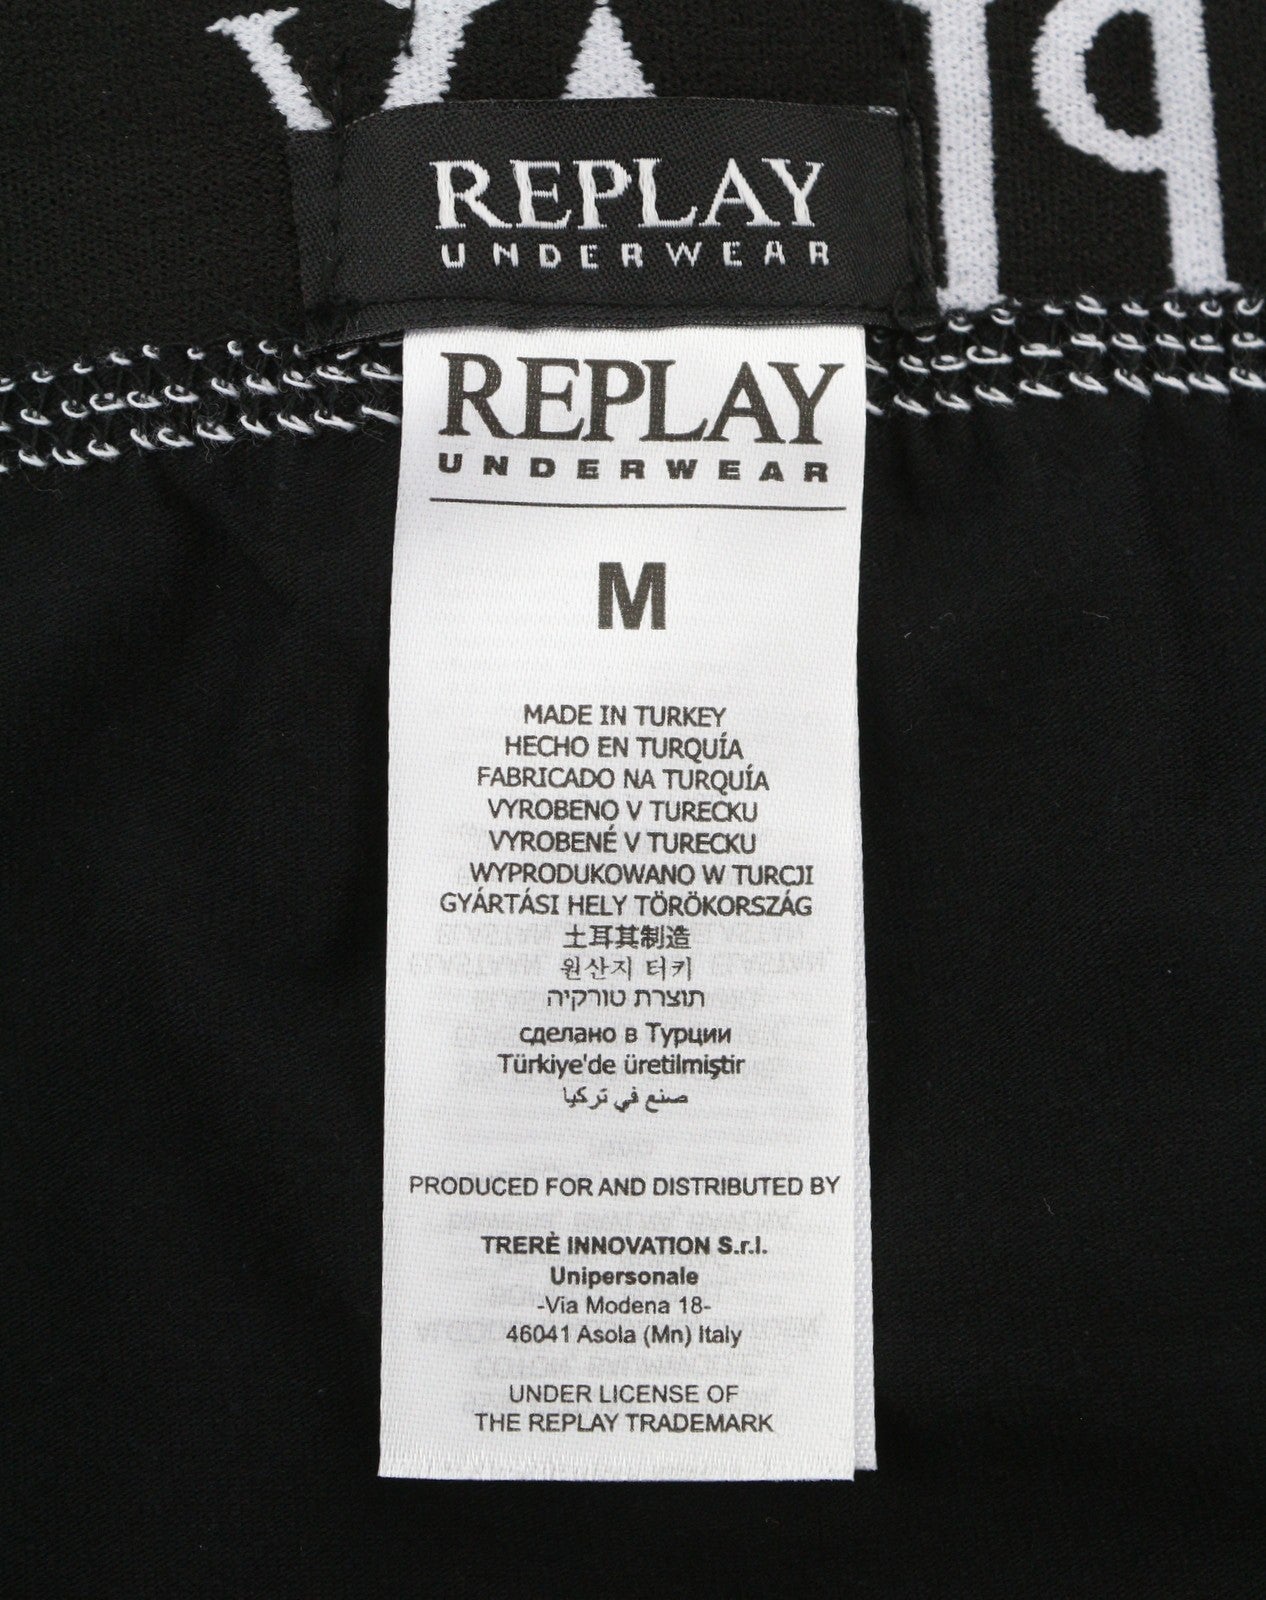 REPLAY
UNDERWEAR
REPLAY
UNDERWEAR
M
MADE IN TURKEY
HECHO EN TURQUÍA
FABRICADO NA TURQUÍA
VYROBENO V TURECKU
VYROBENÉ V TURECKU
WYPRODUKOWANO W TURCJI
GYÁRTÁSI HELY TÖRÖKORSZÁG
土耳其制造
원산지 터키
תוצרת טורקיה
сделано в Турции
Türkiye'de üretilmiştir
صنع في تركيا
PRODUCED FOR AND DISTRIBUTED BY
TRERÈ INNOVATION S.r.l.
Unipersonale
-Via Modena 18-
46041 Asola (Mn) Italy
UNDER LICENSE OF
THE REPLAY TRADEMARK